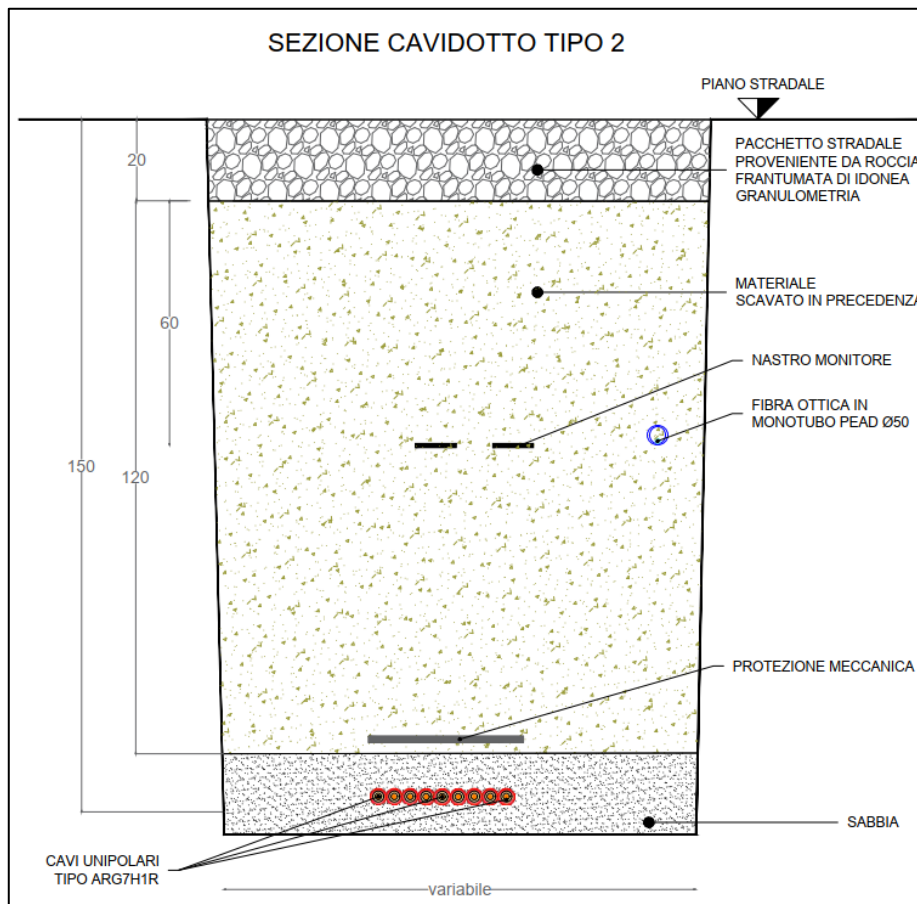 SEZIONE CAVIDOTTO TIPO 2
PIANO STRADALE
PACCHETTO STRADALE
PROVENIENTE DA ROCCIA
FRANTUMATA DI IDONEA
GRANULOMETRIA
20
MATERIALE
SCAVATO IN PRECEDENZA
60
NASTRO MONITORE
FIBRA OTTICA IN
MONOTUBO PEAD Ø50
150
120
PROTEZIONE MECCANICA
SABBIA
CAVI UNIPOLARI
TIPO ARG7H1R
variabile